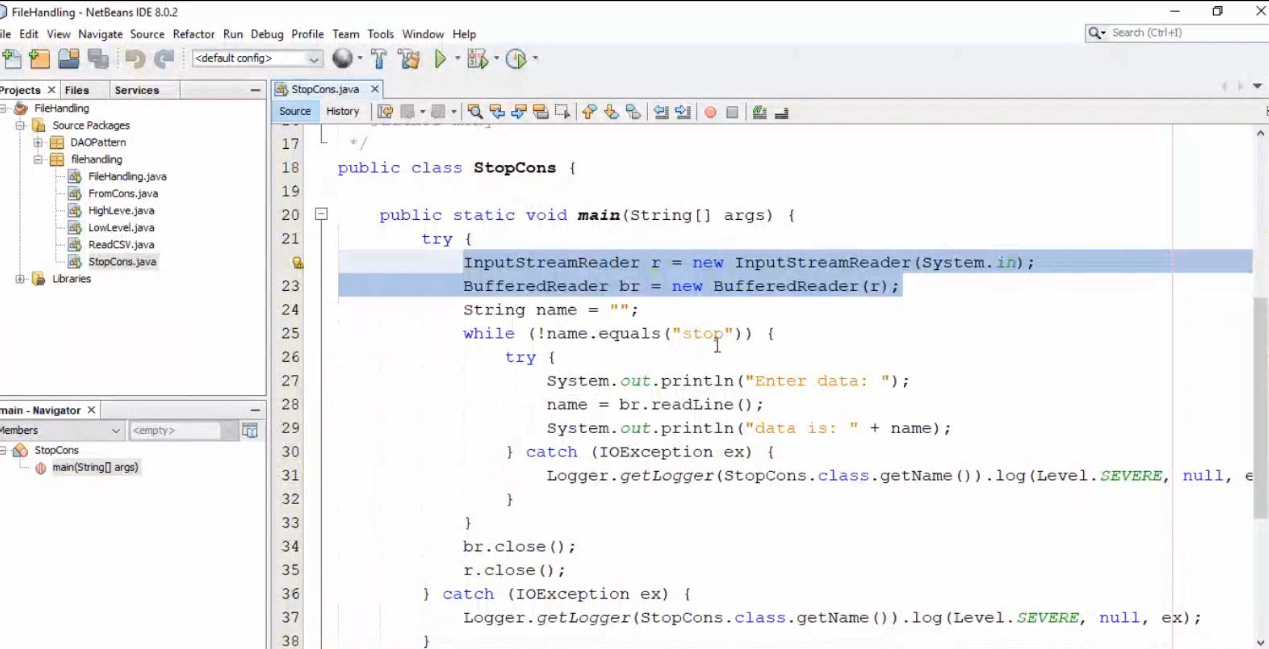 FileHandling - NetBeans IDE 8.0.2
ile Edit View Navigate Source Refactor Run Debug Profile Team Tools Window Help
Search (Ctrl+I)
<default config>
Projects Files Services
StopCons.java
FileHandling
Source Packages
DAOPattern
filehandling
FileHandling.java
FromCons.java
HighLeve.java
LowLevel.java
ReadCSV.java
StopCons.java
Libraries
main - Navigator
Members <empty>
StopCons
main(String[] args)
Source History
17 */
18 public class StopCons {
19
20 public static void main(String[] args) {
21 try {
InputStreamReader r = new InputStreamReader(System.in);
23 BufferedReader br = new BufferedReader(r);
24 String name = "";
25 while (!name.equals("stop")) {
26 try {
27 System.out.println("Enter data: ");
28 name = br.readLine();
29 System.out.println("data is: " + name);
30 } catch (IOException ex) {
31 Logger.getLogger(StopCons.class.getName()).log(Level.SEVERE, null, e
32 }
33 }
34 br.close();
35 r.close();
36 } catch (IOException ex) {
37 Logger.getLogger(StopCons.class.getName()).log(Level.SEVERE, null, ex);
38 }